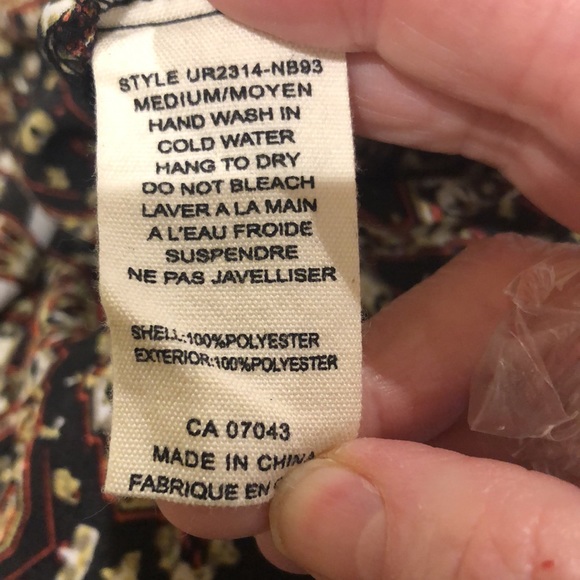 STYLE UR2314-NB93
MEDIUM/MOYEN
HAND WASH IN
COLD WATER
HANG TO DRY
DO NOT BLEACH
LAVER A LA MAIN
A L'EAU FROIDE
SUSPENDRE
NE PAS JAVELLISER
SHELL:100%POLYESTER
EXTERIOR:100%POLYESTER
CA 07043
MADE IN CHINA
FABRIQUE EN